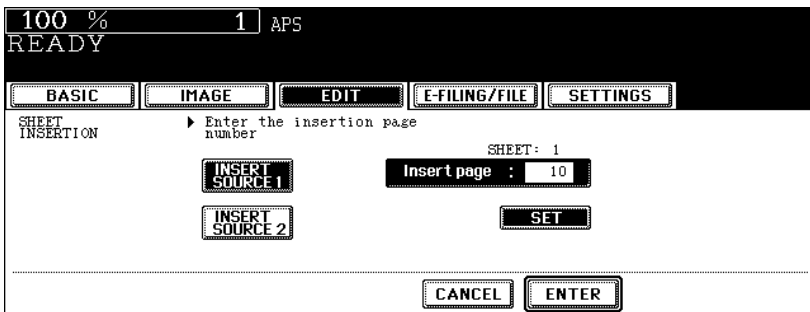 100 % 1 APS
READY
BASIC IMAGE EDIT E-FILING/FILE SETTINGS
SHEET INSERTION
▶ Enter the insertion page number
SHEET: 1
INSERT SOURCE 1
Insert page : 10
INSERT SOURCE 2
SET
CANCEL ENTER